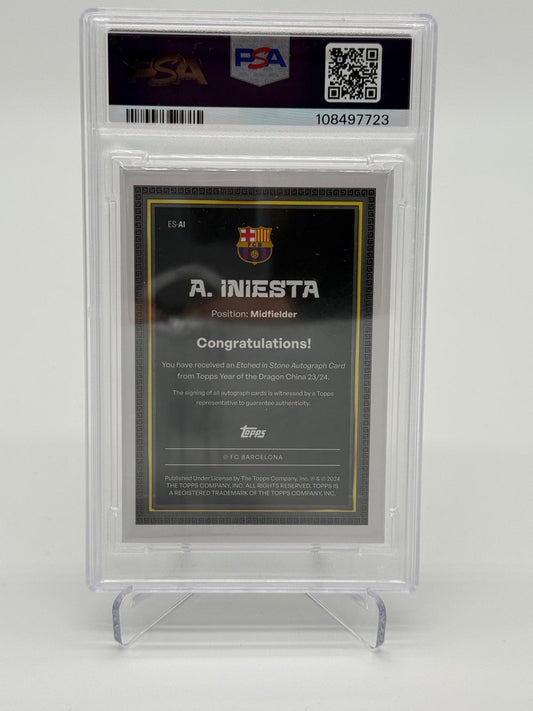 PSA
PSA
108497723
ES-AI
FCB
A. INIESTA
Position: Midfielder
Congratulations!
You have received an Etched in Stone Autograph Card
from Topps Year of the Dragon China 23/24.
The signing of all autograph cards is witnessed by a Topps
representative to guarantee authenticity.
Topps
© FC BARCELONA
Published Under License by The Topps Company, Inc. ® & © 2024
THE TOPPS COMPANY, INC. ALL RIGHTS RESERVED. TOPPS IS
A REGISTERED TRADEMARK OF THE TOPPS COMPANY, INC.